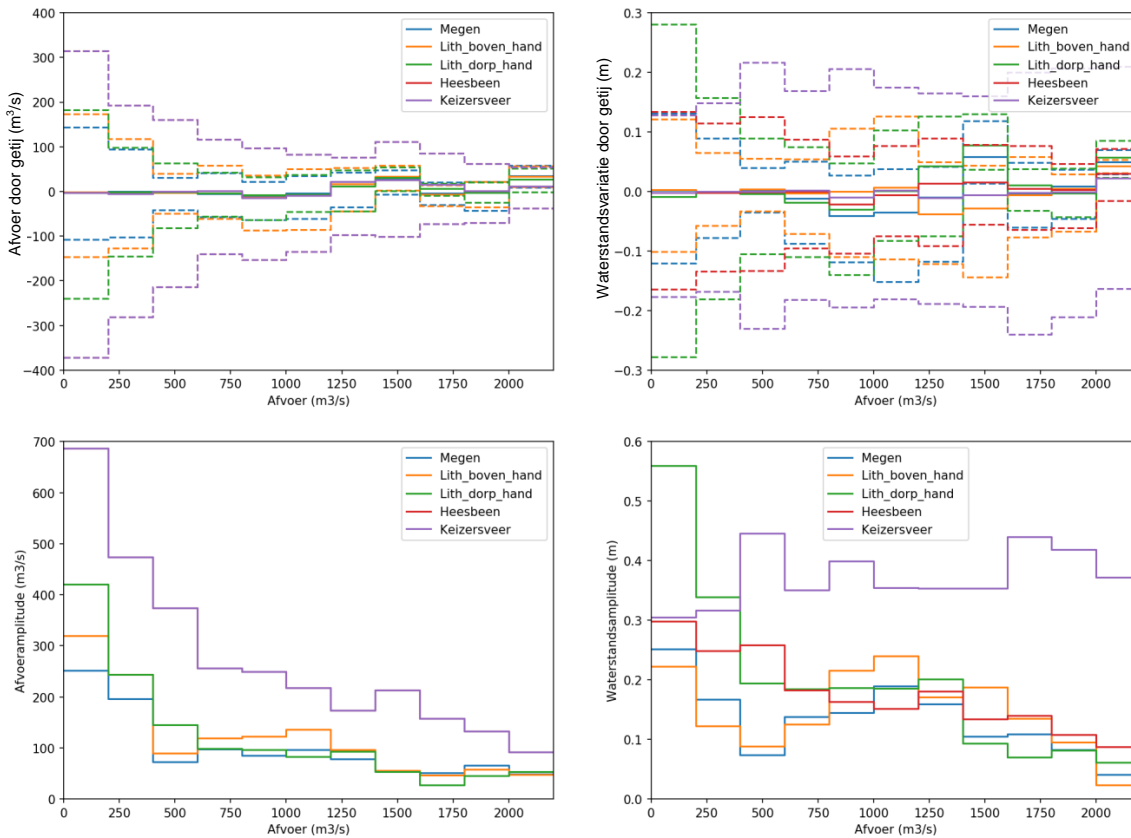 400
300
200
100
0
−100
−200
−300
−400
Afvoer door getij (m³/s)
0 250 500 750 1000 1250 1500 1750 2000
Afvoer (m3/s)
Megen
Lith_boven_hand
Lith_dorp_hand
Heesbeen
Keizersveer
0.3
0.2
0.1
0.0
−0.1
−0.2
−0.3
Waterstandsvariatie door getij (m)
0 250 500 750 1000 1250 1500 1750 2000
Afvoer (m3/s)
Megen
Lith_boven_hand
Lith_dorp_hand
Heesbeen
Keizersveer
700
600
500
400
300
200
100
0
Afvoeramplitude (m3/s)
0 250 500 750 1000 1250 1500 1750 2000
Afvoer (m3/s)
Megen
Lith_boven_hand
Lith_dorp_hand
Heesbeen
Keizersveer
0.6
0.5
0.4
0.3
0.2
0.1
0.0
Waterstandsamplitude (m)
0 250 500 750 1000 1250 1500 1750 2000
Afvoer (m3/s)
Megen
Lith_boven_hand
Lith_dorp_hand
Heesbeen
Keizersveer